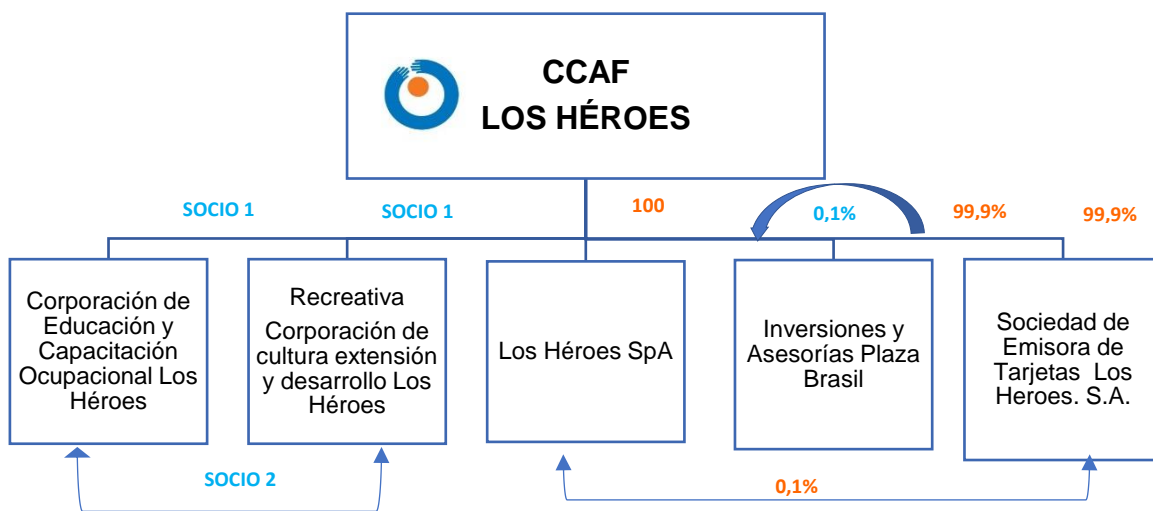 CCAF
LOS HÉROES
SOCIO 1
SOCIO 1
100
0,1%
99,9%
99,9%
Corporación de
Educación y
Capacitación
Ocupacional Los
Héroes
Recreativa
Corporación de
cultura extensión
y desarrollo Los
Héroes
Los Héroes SpA
Inversiones y
Asesorías Plaza
Brasil
Sociedad de
Emisora de
Tarjetas Los
Heroes. S.A.
SOCIO 2
0,1%